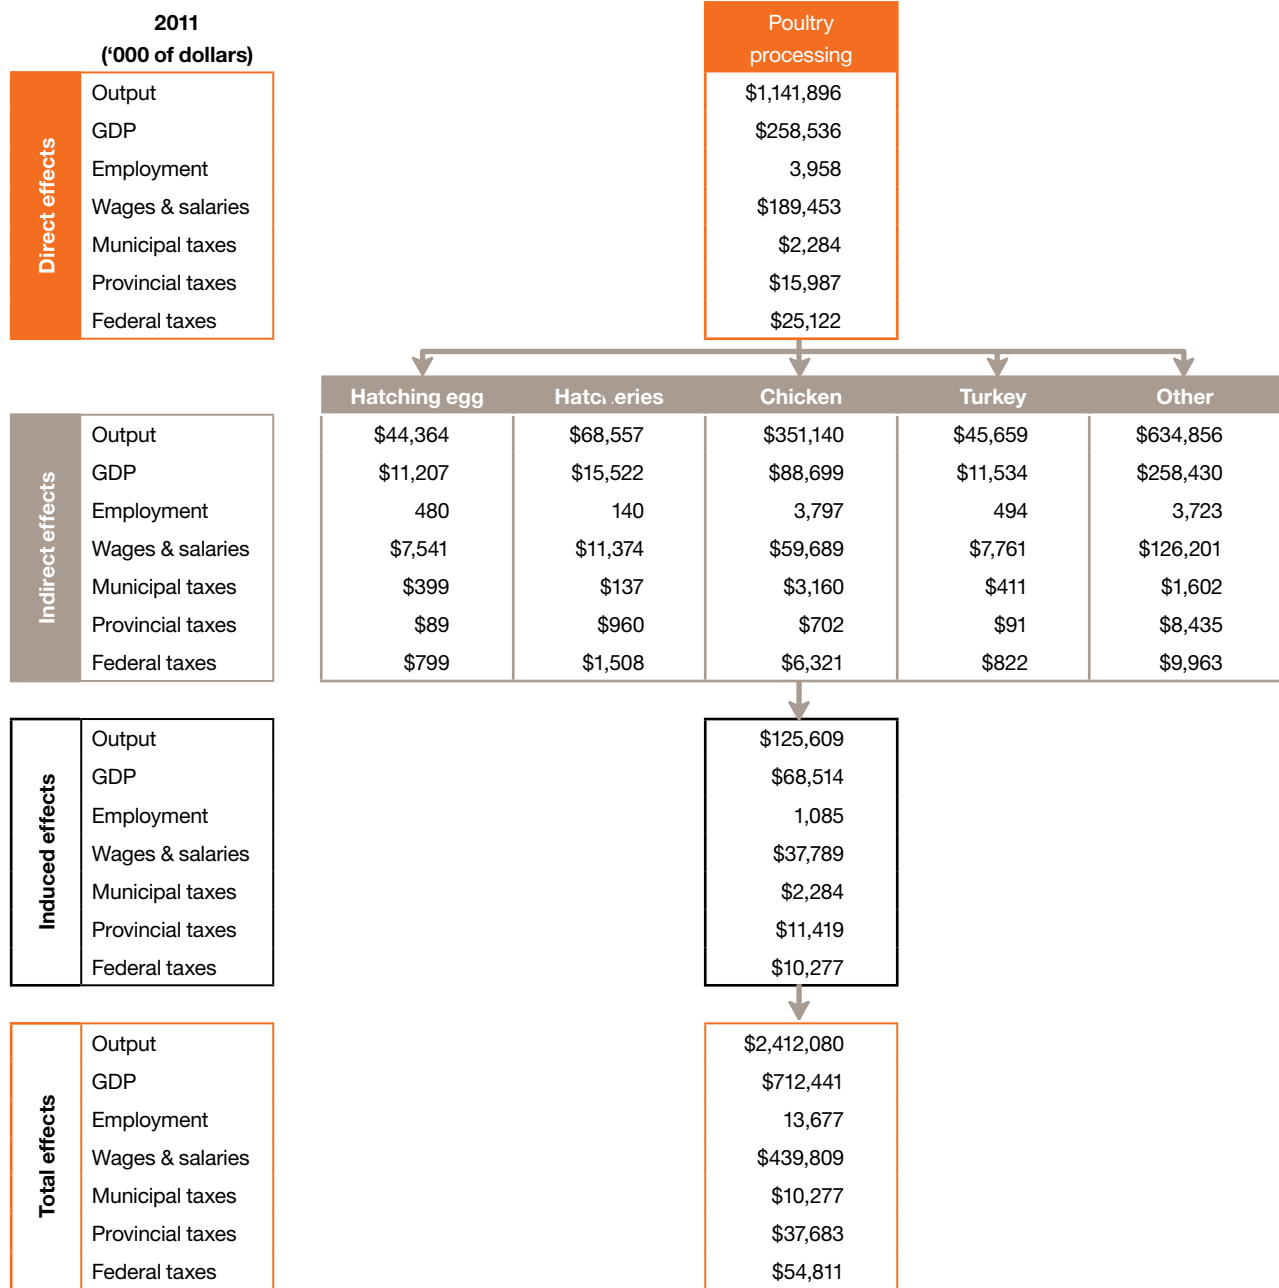 2011
(‘000 of dollars)
Poultry
processing
Direct effects
Output $1,141,896
GDP $258,536
Employment 3,958
Wages & salaries $189,453
Municipal taxes $2,284
Provincial taxes $15,987
Federal taxes $25,122
Hatching egg Hatcheries Chicken Turkey Other
Indirect effects
Output $44,364 $68,557 $351,140 $45,659 $634,856
GDP $11,207 $15,522 $88,699 $11,534 $258,430
Employment 480 140 3,797 494 3,723
Wages & salaries $7,541 $11,374 $59,689 $7,761 $126,201
Municipal taxes $399 $137 $3,160 $411 $1,602
Provincial taxes $89 $960 $702 $91 $8,435
Federal taxes $799 $1,508 $6,321 $822 $9,963
Induced effects
Output $125,609
GDP $68,514
Employment 1,085
Wages & salaries $37,789
Municipal taxes $2,284
Provincial taxes $11,419
Federal taxes $10,277
Total effects
Output $2,412,080
GDP $712,441
Employment 13,677
Wages & salaries $439,809
Municipal taxes $10,277
Provincial taxes $37,683
Federal taxes $54,811